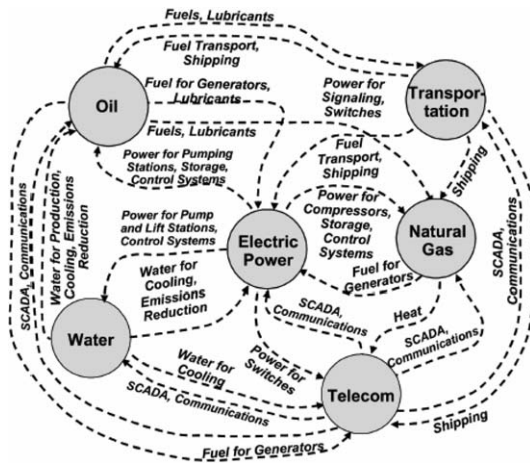 Fuels, Lubricants
Fuel Transport,
Shipping
Fuel for Generators,
Lubricants
Power for
Signaling,
Switches
Oil
Transpor-
tation
Fuels, Lubricants
Fuel
Transport,
Shipping
Shipping
Power for Pumping
Stations, Storage,
Control Systems
Power for
Compressors,
Storage,
Control
Systems
SCADA, Communications
Water for Production,
Cooling, Emissions
Reduction
Power for Pump
and Lift Stations,
Control Systems
Electric
Power
Natural
Gas
SCADA,
Communications
Water for
Cooling,
Emissions
Reduction
Fuel for
Generators
SCADA,
Communications
Heat
SCADA,
Communications
Water
Water for
Cooling
Power for
Switches
SCADA, Communications
Telecom
Shipping
Fuel for Generators